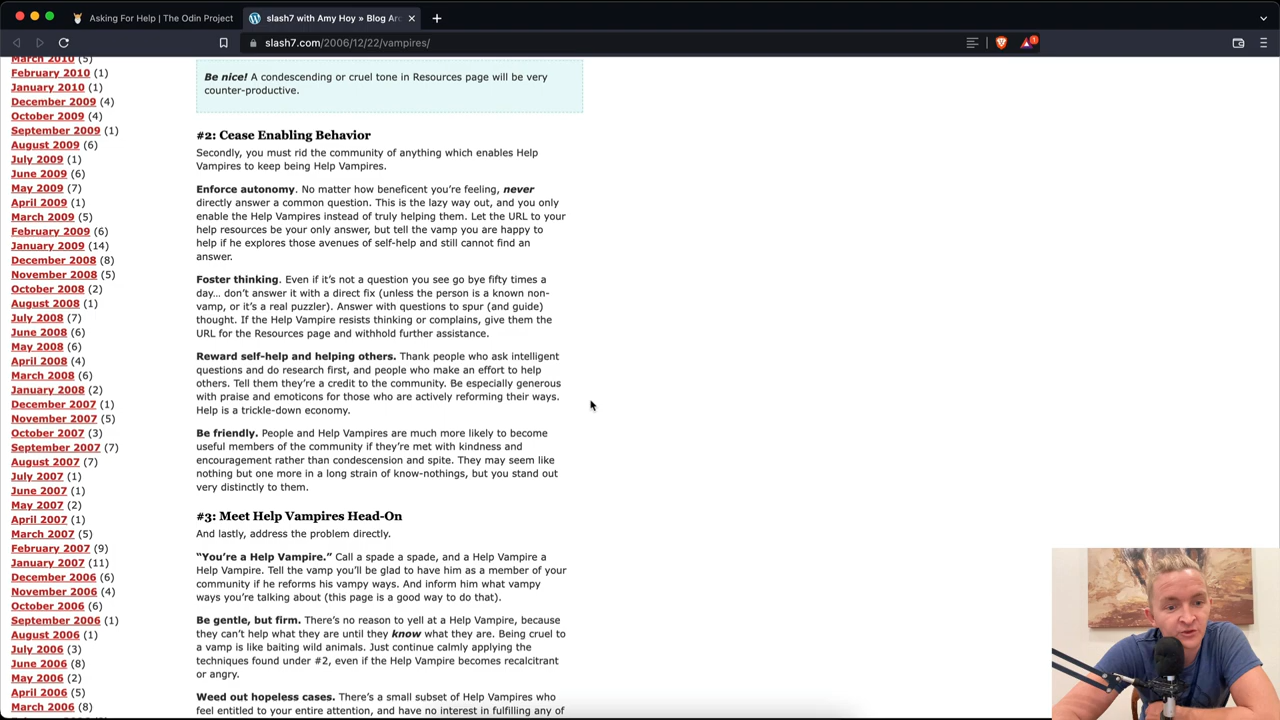 Asking For Help | The Odin Project
slash7 with Amy Hoy » Blog Arc
slash7.com/2006/12/22/vampires/
1
March 2010 (5)
February 2010 (1)
January 2010 (1)
December 2009 (4)
October 2009 (4)
September 2009 (1)
August 2009 (6)
July 2009 (1)
June 2009 (6)
May 2009 (7)
April 2009 (1)
March 2009 (5)
February 2009 (6)
January 2009 (14)
December 2008 (8)
November 2008 (5)
October 2008 (2)
August 2008 (1)
July 2008 (7)
June 2008 (6)
May 2008 (6)
April 2008 (4)
March 2008 (6)
January 2008 (2)
December 2007 (1)
November 2007 (5)
October 2007 (3)
September 2007 (7)
August 2007 (7)
July 2007 (1)
June 2007 (1)
May 2007 (2)
April 2007 (1)
March 2007 (5)
February 2007 (9)
January 2007 (11)
December 2006 (6)
November 2006 (4)
October 2006 (6)
September 2006 (1)
August 2006 (1)
July 2006 (3)
June 2006 (8)
May 2006 (2)
April 2006 (5)
March 2006 (8)
Be nice! A condescending or cruel tone in Resources page will be very
counter-productive.
#2: Cease Enabling Behavior
Secondly, you must rid the community of anything which enables Help
Vampires to keep being Help Vampires.
Enforce autonomy. No matter how beneficent you're feeling, never
directly answer a common question. This is the lazy way out, and you only
enable the Help Vampires instead of truly helping them. Let the URL to your
help resources be your only answer, but tell the vamp you are happy to
help if he explores those avenues of self-help and still cannot find an
answer.
Foster thinking. Even if it's not a question you see go bye fifty times a
day… don't answer it with a direct fix (unless the person is a known non-
vamp, or it's a real puzzler). Answer with questions to spur (and guide)
thought. If the Help Vampire resists thinking or complains, give them the
URL for the Resources page and withhold further assistance.
Reward self-help and helping others. Thank people who ask intelligent
questions and do research first, and people who make an effort to help
others. Tell them they're a credit to the community. Be especially generous
with praise and emoticons for those who are actively reforming their ways.
Help is a trickle-down economy.
Be friendly. People and Help Vampires are much more likely to become
useful members of the community if they're met with kindness and
encouragement rather than condescension and spite. They may seem like
nothing but one more in a long strain of know-nothings, but you stand out
very distinctly to them.
#3: Meet Help Vampires Head-On
And lastly, address the problem directly.
“You're a Help Vampire.” Call a spade a spade, and a Help Vampire a
Help Vampire. Tell the vamp you'll be glad to have him as a member of your
community if he reforms his vampy ways. And inform him what vampy
ways you're talking about (this page is a good way to do that).
Be gentle, but firm. There's no reason to yell at a Help Vampire, because
they can't help what they are until they know what they are. Being cruel to
a vamp is like baiting wild animals. Just continue calmly applying the
techniques found under #2, even if the Help Vampire becomes recalcitrant
or angry.
Weed out hopeless cases. There's a small subset of Help Vampires who
feel entitled to your entire attention, and have no interest in fulfilling any of